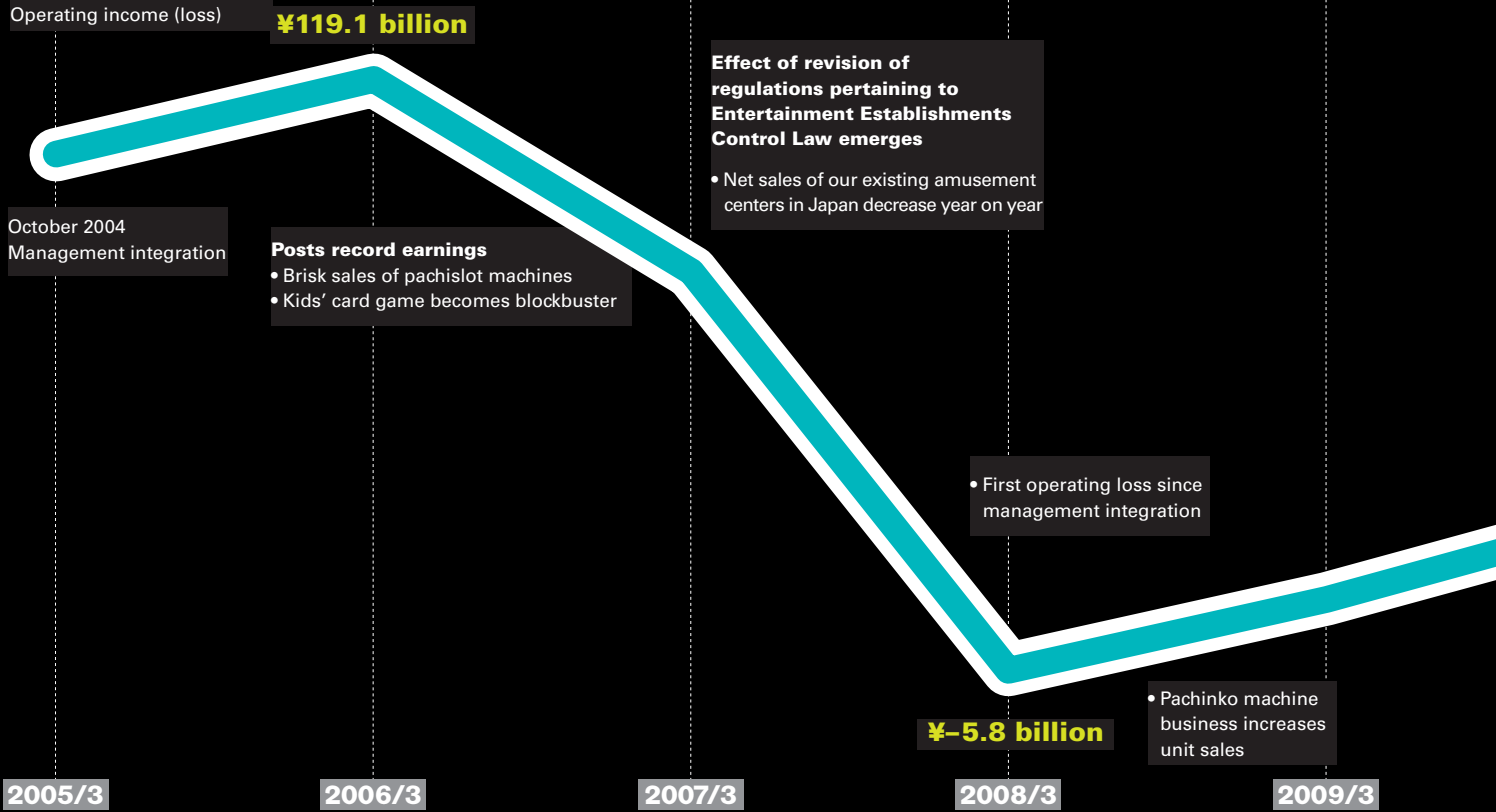 Operating income (loss)
¥119.1 billion
October 2004
Management integration
Posts record earnings
• Brisk sales of pachislot machines
• Kids’ card game becomes blockbuster
Effect of revision of
regulations pertaining to
Entertainment Establishments
Control Law emerges
• Net sales of our existing amusement
centers in Japan decrease year on year
• First operating loss since
management integration
¥–5.8 billion
• Pachinko machine
business increases
unit sales
2005/3
2006/3
2007/3
2008/3
2009/3